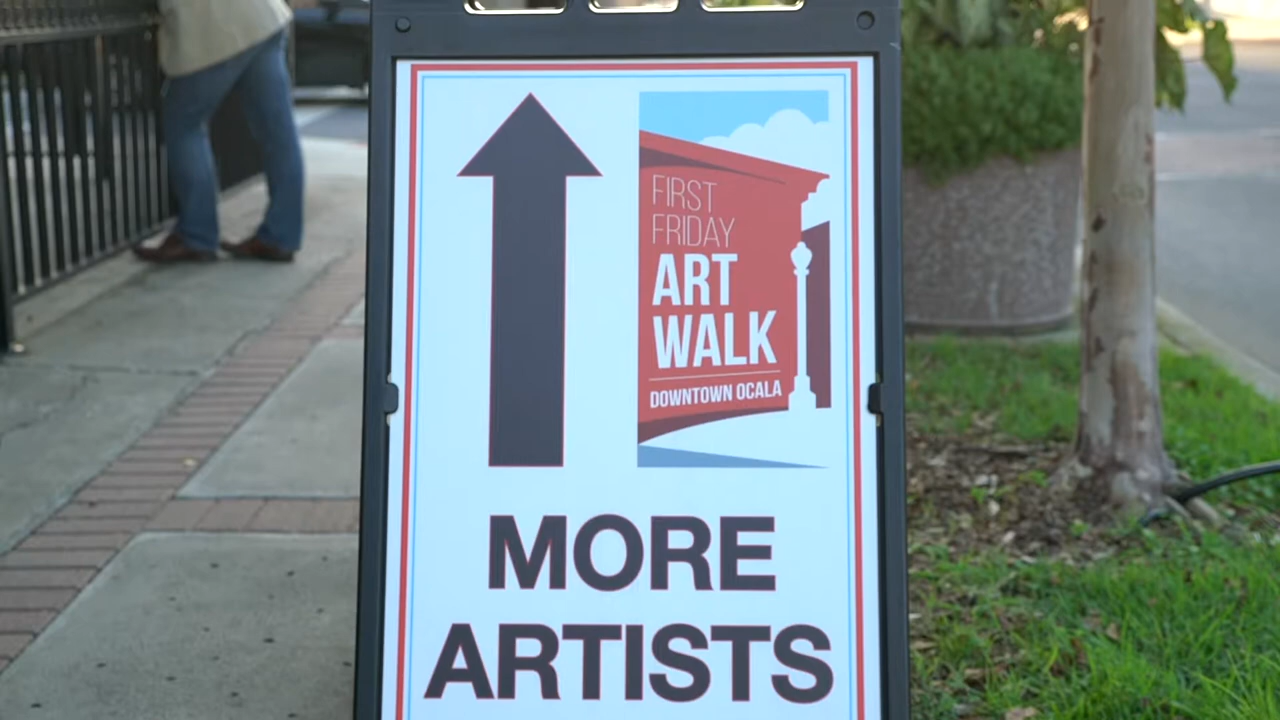 FIRST
FRIDAY
ART
WALK
DOWNTOWN OCALA
MORE
ARTISTS